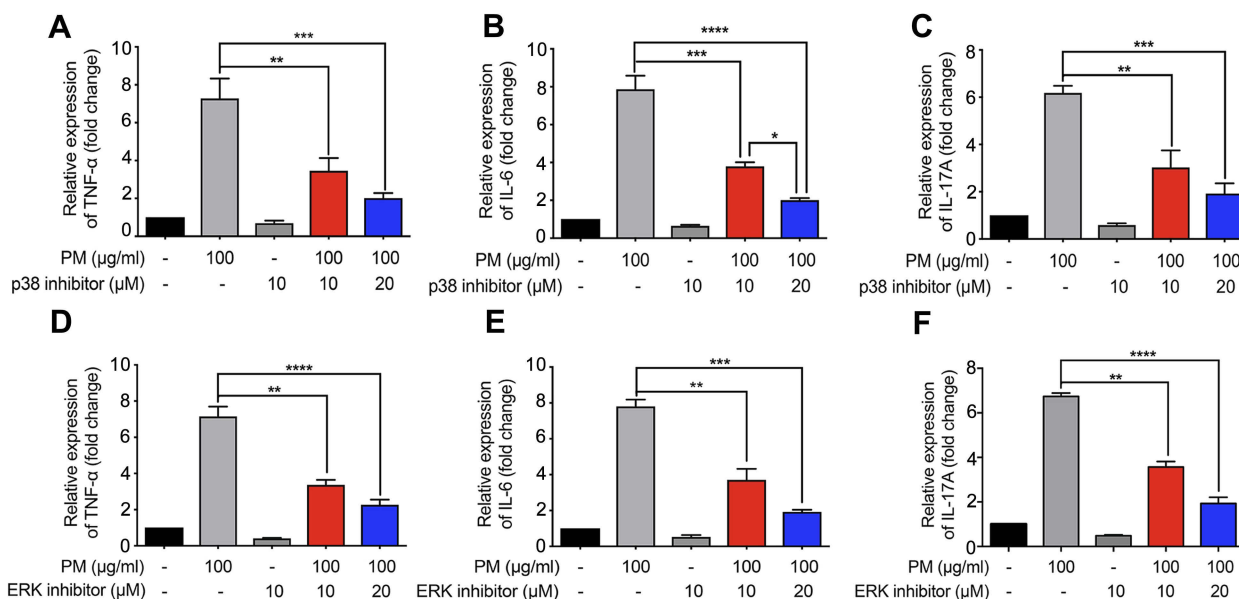 A
Relative expression
of TNF-α (fold change)
10
8
6
4
2
0
***
**
PM (µg/ml) - 100 - 100 100
p38 inhibitor (µM) - - 10 10 20
B
Relative expression
of IL-6 (fold change)
10
8
6
4
2
0
****
***
*
PM (µg/ml) - 100 - 100 100
p38 inhibitor (µM) - - 10 10 20
C
Relative expression
of IL-17A (fold change)
8
6
4
2
0
***
**
PM (µg/ml) - 100 - 100 100
p38 inhibitor (µM) - - 10 10 20
D
Relative expression
of TNF-α (fold change)
10
8
6
4
2
0
****
**
PM (µg/ml) - 100 - 100 100
ERK inhibitor (µM) - - 10 10 20
E
Relative expression
of IL-6 (fold change)
10
8
6
4
2
0
***
**
PM (µg/ml) - 100 - 100 100
ERK inhibitor (µM) - - 10 10 20
F
Relative expression
of IL-17A (fold change)
8
6
4
2
0
****
**
PM (µg/ml) - 100 - 100 100
ERK inhibitor (µM) - - 10 10 20